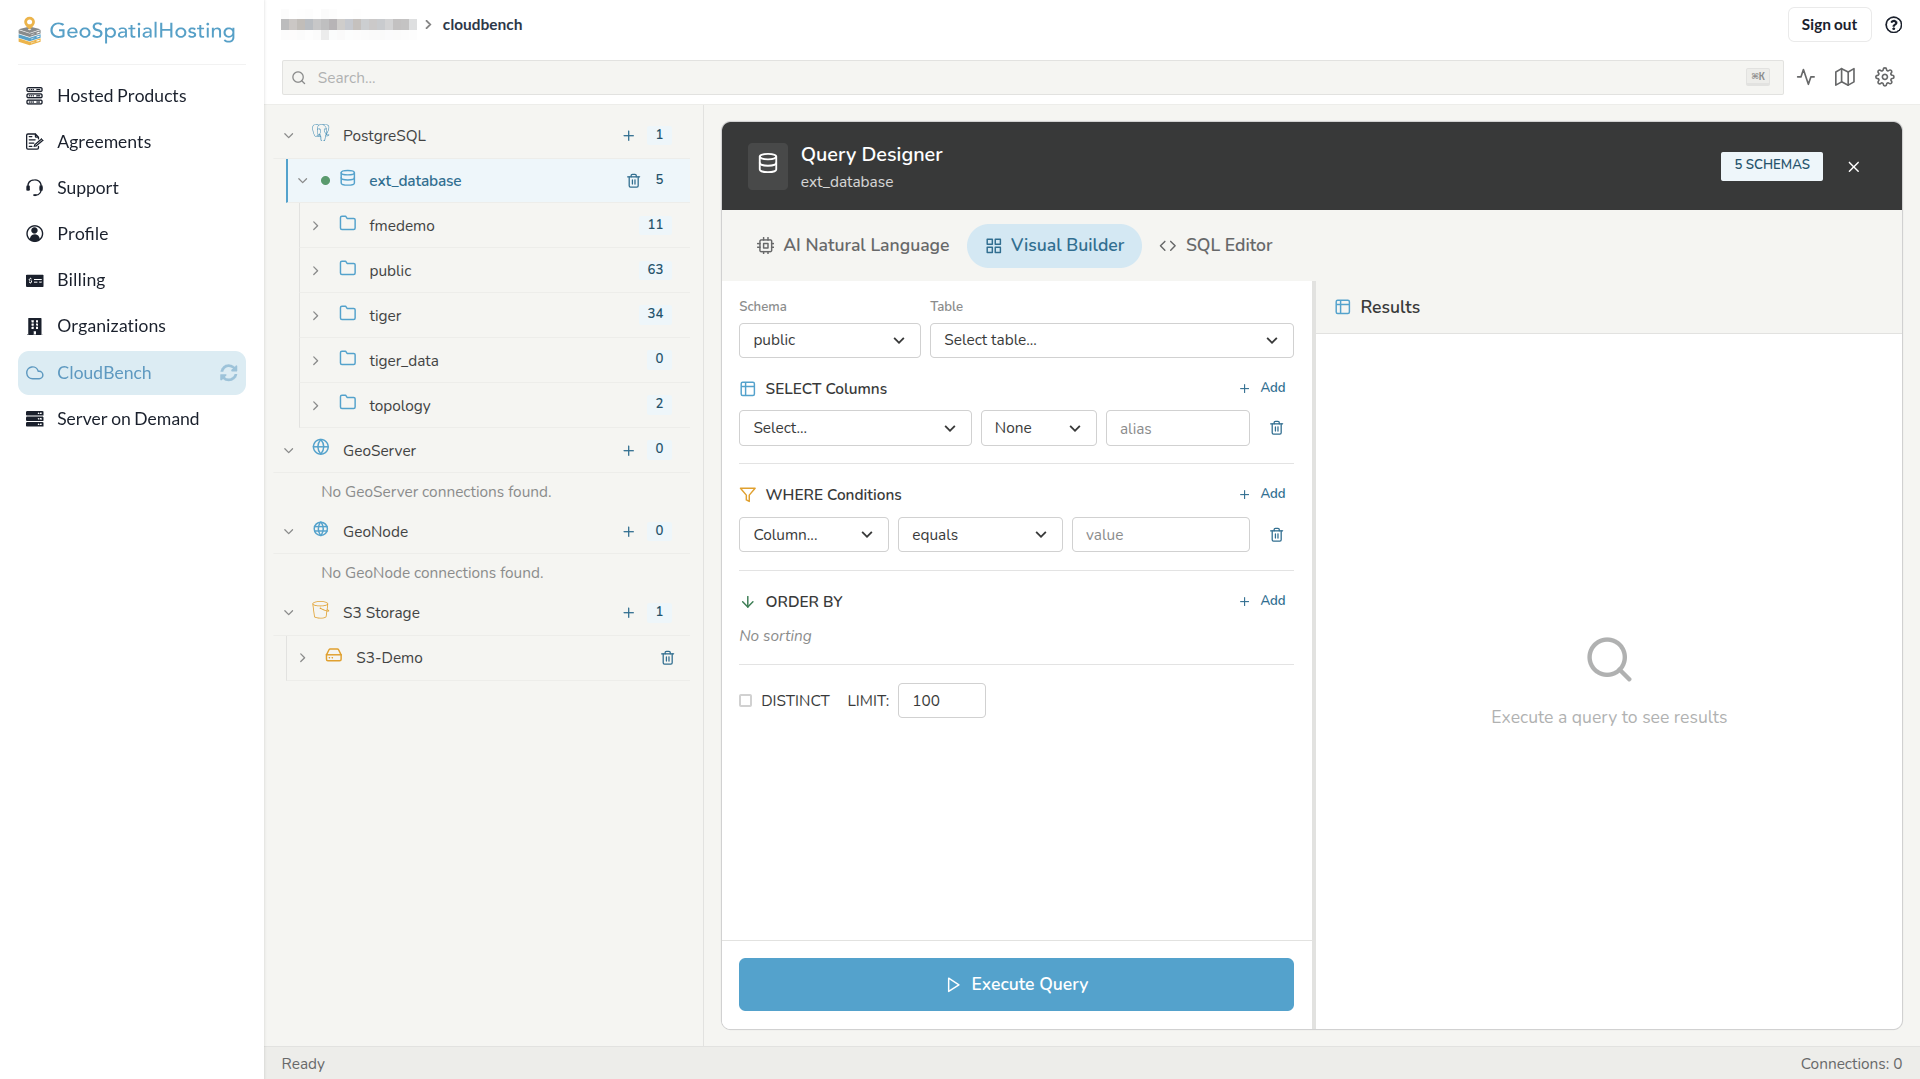 GeoSpatialHosting
cloudbench
Sign out
Search...
⌘K
Hosted Products
Agreements
Support
Profile
Billing
Organizations
CloudBench
Server on Demand
PostgreSQL 1
ext_database 5
fmedemo 11
public 63
tiger 34
tiger_data 0
topology 2
GeoServer 0
No GeoServer connections found.
GeoNode 0
No GeoNode connections found.
S3 Storage 1
S3-Demo
Query Designer
ext_database
5 SCHEMAS
AI Natural Language Visual Builder SQL Editor
Schema Table
public Select table...
SELECT Columns Add
Select... None alias
WHERE Conditions Add
Column... equals value
ORDER BY Add
No sorting
DISTINCT LIMIT: 100
Execute Query
Results
Execute a query to see results
Ready Connections: 0